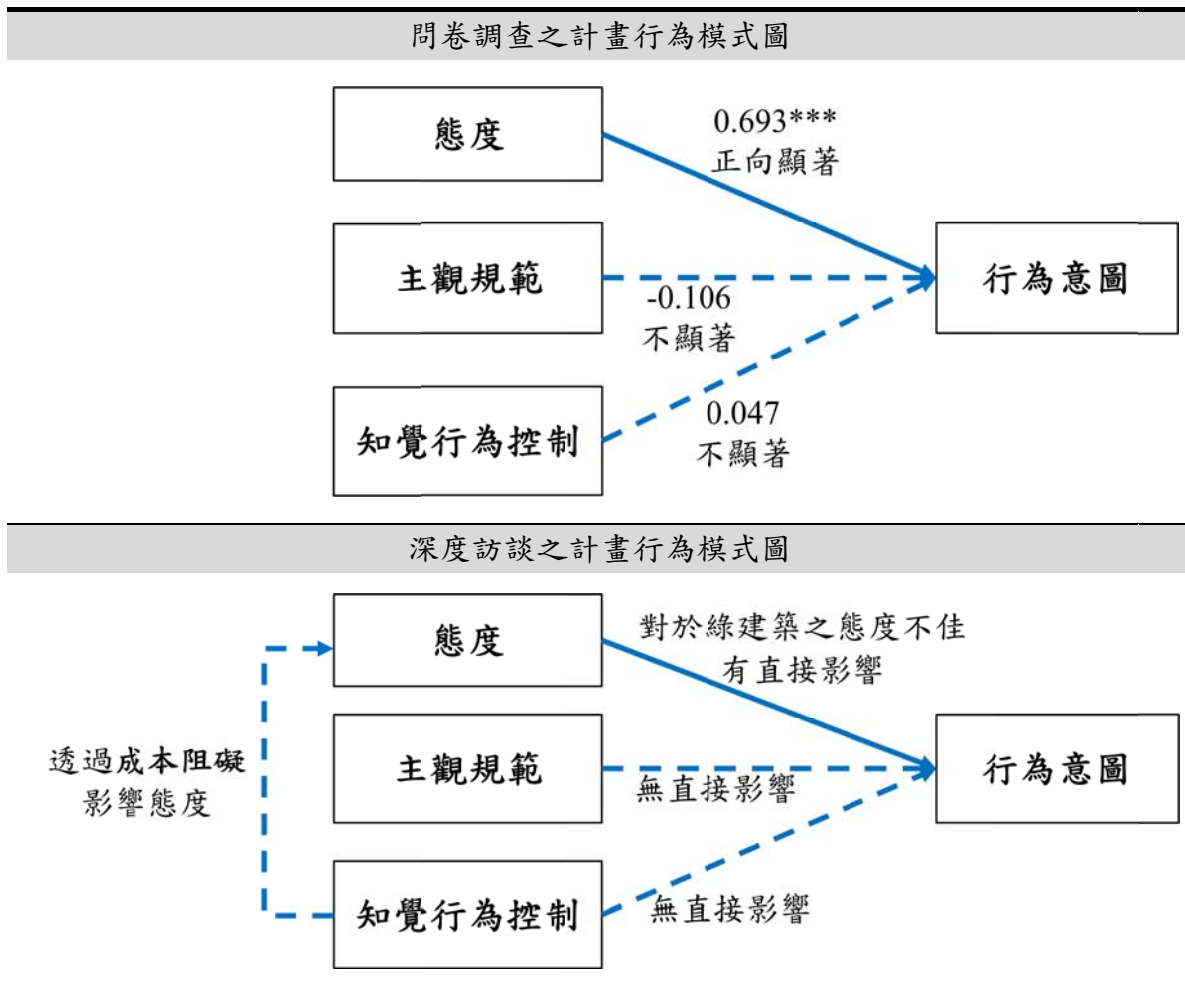 問卷調查之計畫行為模式圖
態度
0.693***
正向顯著
主觀規範
-0.106
不顯著
行為意圖
知覺行為控制
0.047
不顯著
深度訪談之計畫行為模式圖
態度
對於綠建築之態度不佳
有直接影響
透過成本阻礙
影響態度
主觀規範
無直接影響
行為意圖
知覺行為控制
無直接影響